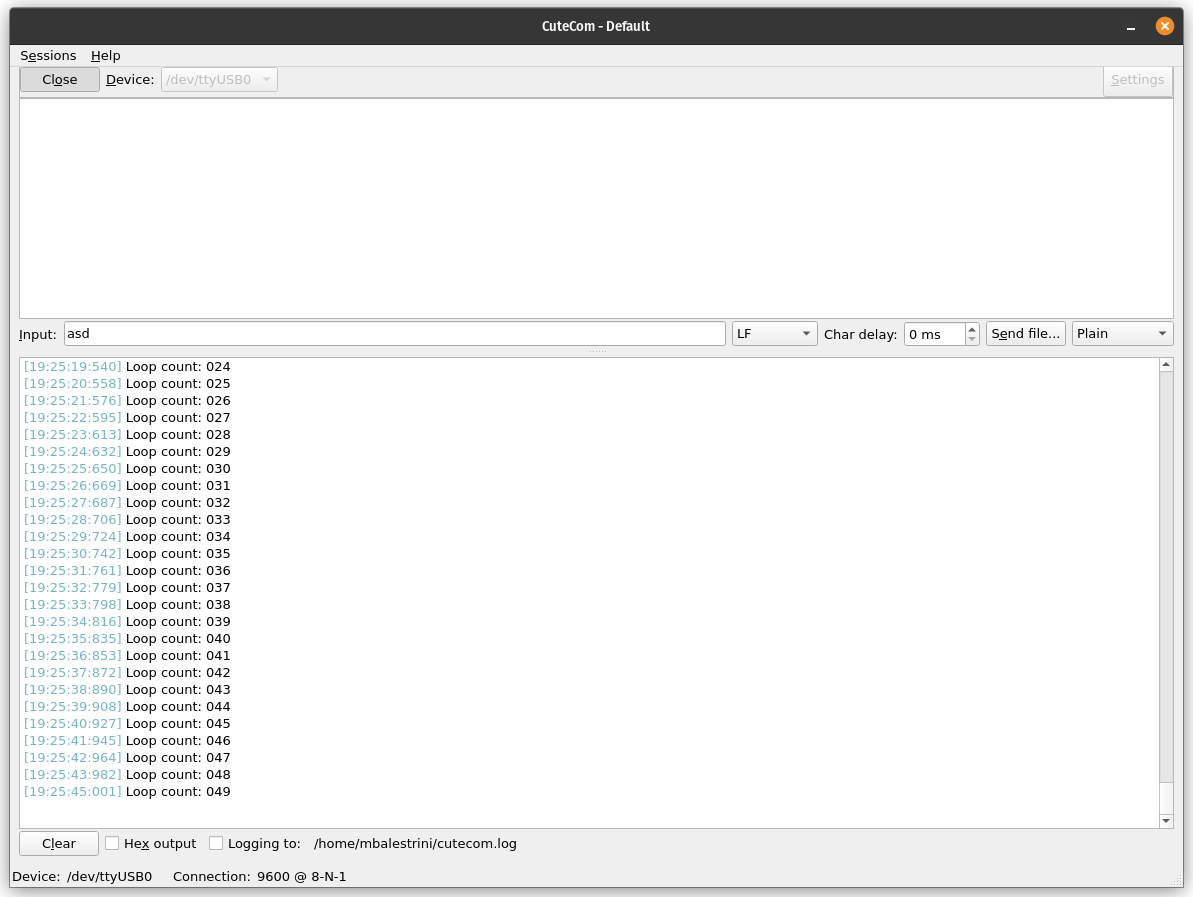 CuteCom - Default
Sessions Help
Close Device: /dev/ttyUSB0 Settings
Input: asd LF Char delay: 0 ms Send file... Plain
[19:25:19:540] Loop count: 024
[19:25:20:558] Loop count: 025
[19:25:21:576] Loop count: 026
[19:25:22:595] Loop count: 027
[19:25:23:613] Loop count: 028
[19:25:24:632] Loop count: 029
[19:25:25:650] Loop count: 030
[19:25:26:669] Loop count: 031
[19:25:27:687] Loop count: 032
[19:25:28:706] Loop count: 033
[19:25:29:724] Loop count: 034
[19:25:30:742] Loop count: 035
[19:25:31:761] Loop count: 036
[19:25:32:779] Loop count: 037
[19:25:33:798] Loop count: 038
[19:25:34:816] Loop count: 039
[19:25:35:835] Loop count: 040
[19:25:36:853] Loop count: 041
[19:25:37:872] Loop count: 042
[19:25:38:890] Loop count: 043
[19:25:39:908] Loop count: 044
[19:25:40:927] Loop count: 045
[19:25:41:945] Loop count: 046
[19:25:42:964] Loop count: 047
[19:25:43:982] Loop count: 048
[19:25:45:001] Loop count: 049
Clear Hex output Logging to: /home/mbalestrini/cutecom.log
Device: /dev/ttyUSB0 Connection: 9600 @ 8-N-1